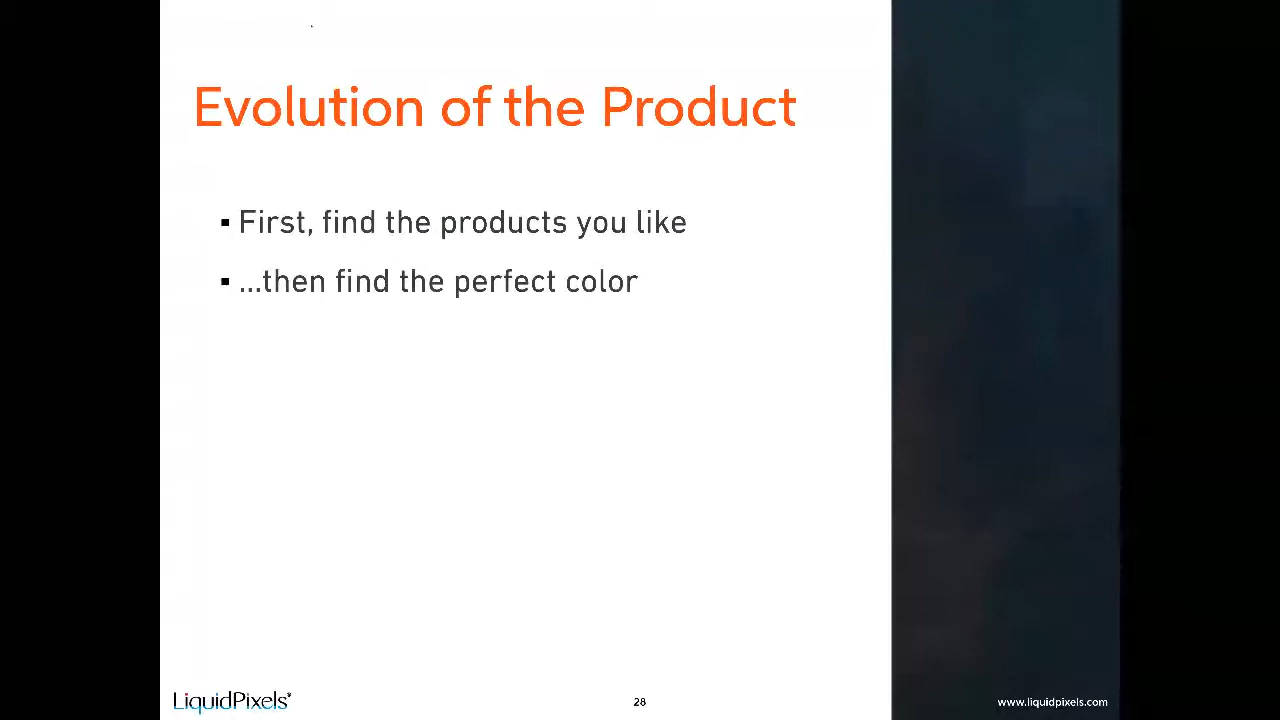 Evolution of the Product
▪ First, find the products you like
▪ ...then find the perfect color
LiquidPixels®
28
www.liquidpixels.com